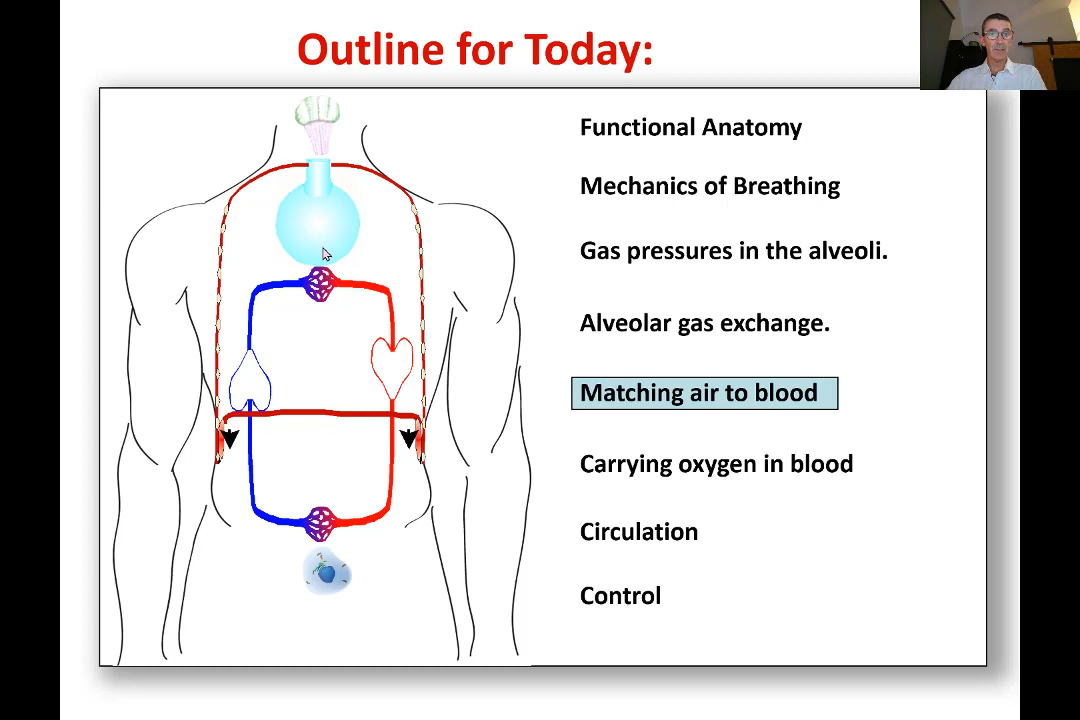 Outline for Today:
Functional Anatomy
Mechanics of Breathing
Gas pressures in the alveoli.
Alveolar gas exchange.
Matching air to blood
Carrying oxygen in blood
Circulation
Control